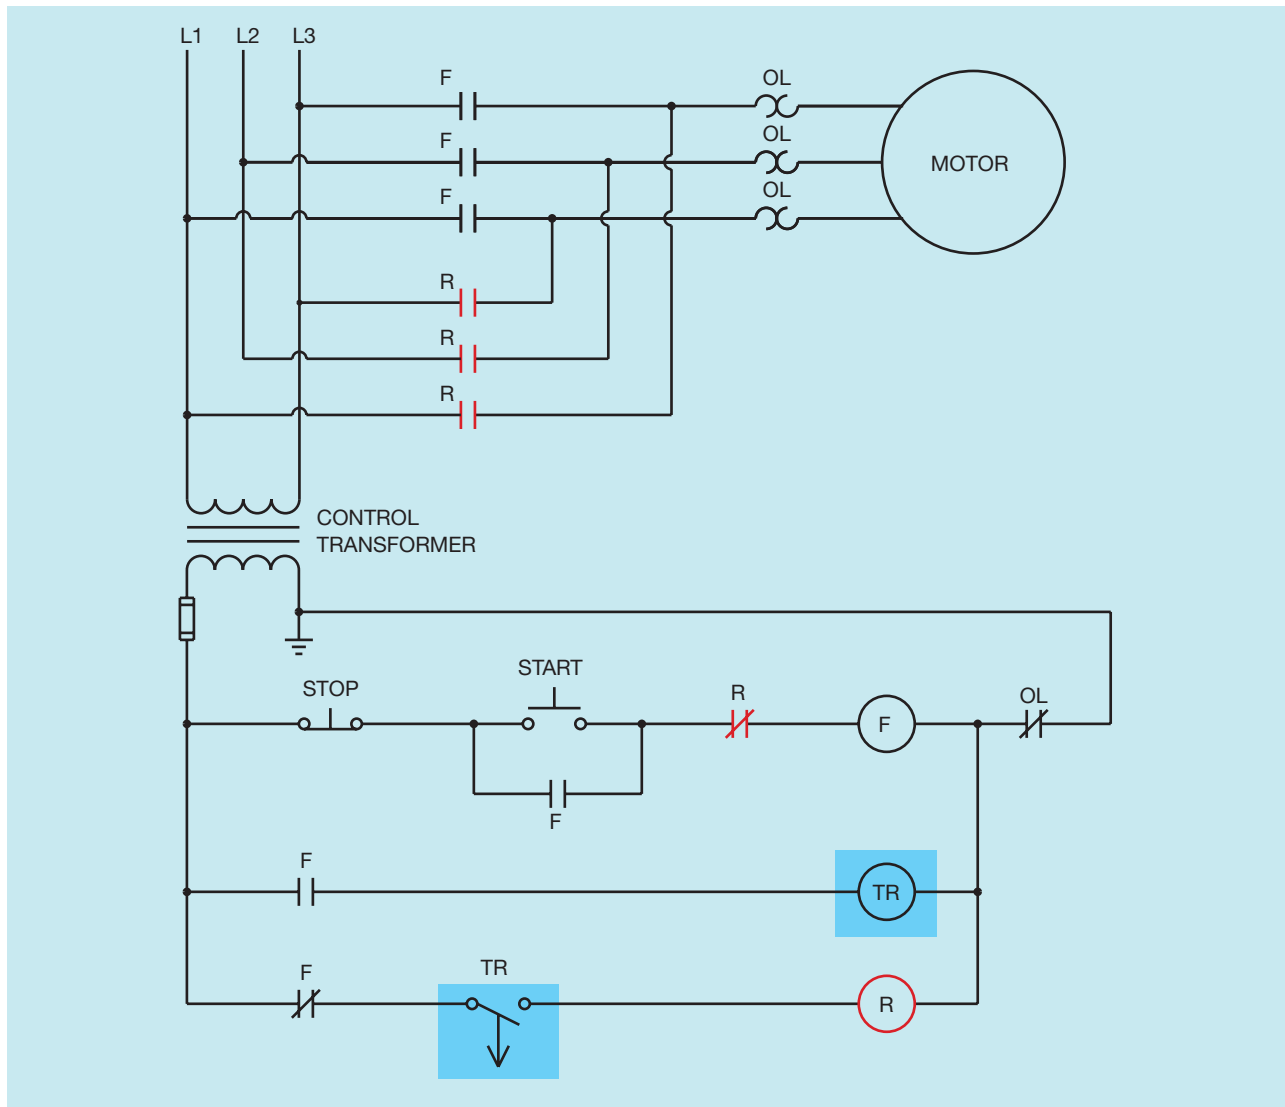 L1 L2 L3
F OL
F OL
MOTOR
F OL
R
R
R
CONTROL
TRANSFORMER
START
STOP R OL
F
F
F
TR
F TR
R